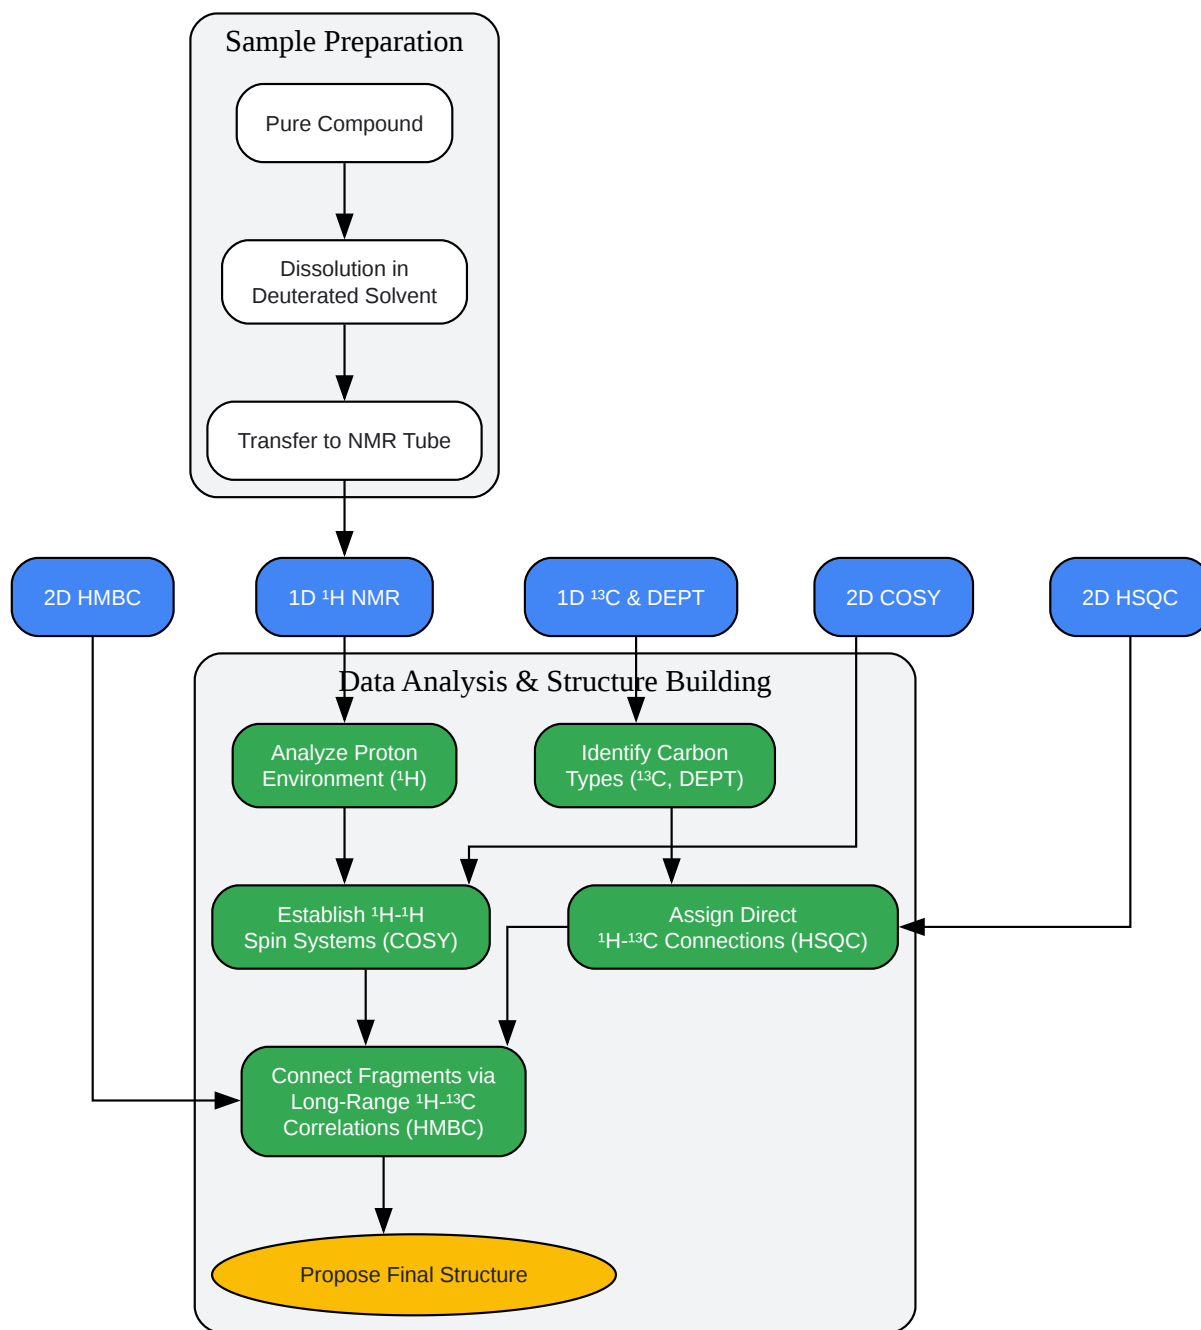 Sample Preparation
Pure Compound
Dissolution in
Deuterated Solvent
Transfer to NMR Tube
2D HMBC
1D ¹H NMR
1D ¹³C & DEPT
2D COSY
2D HSQC
Data Analysis & Structure Building
Analyze Proton
Environment (¹H)
Identify Carbon
Types (¹³C, DEPT)
Establish ¹H-¹H
Spin Systems (COSY)
Assign Direct
¹H-¹³C Connections (HSQC)
Connect Fragments via
Long-Range ¹H-¹³C
Correlations (HMBC)
Propose Final Structure